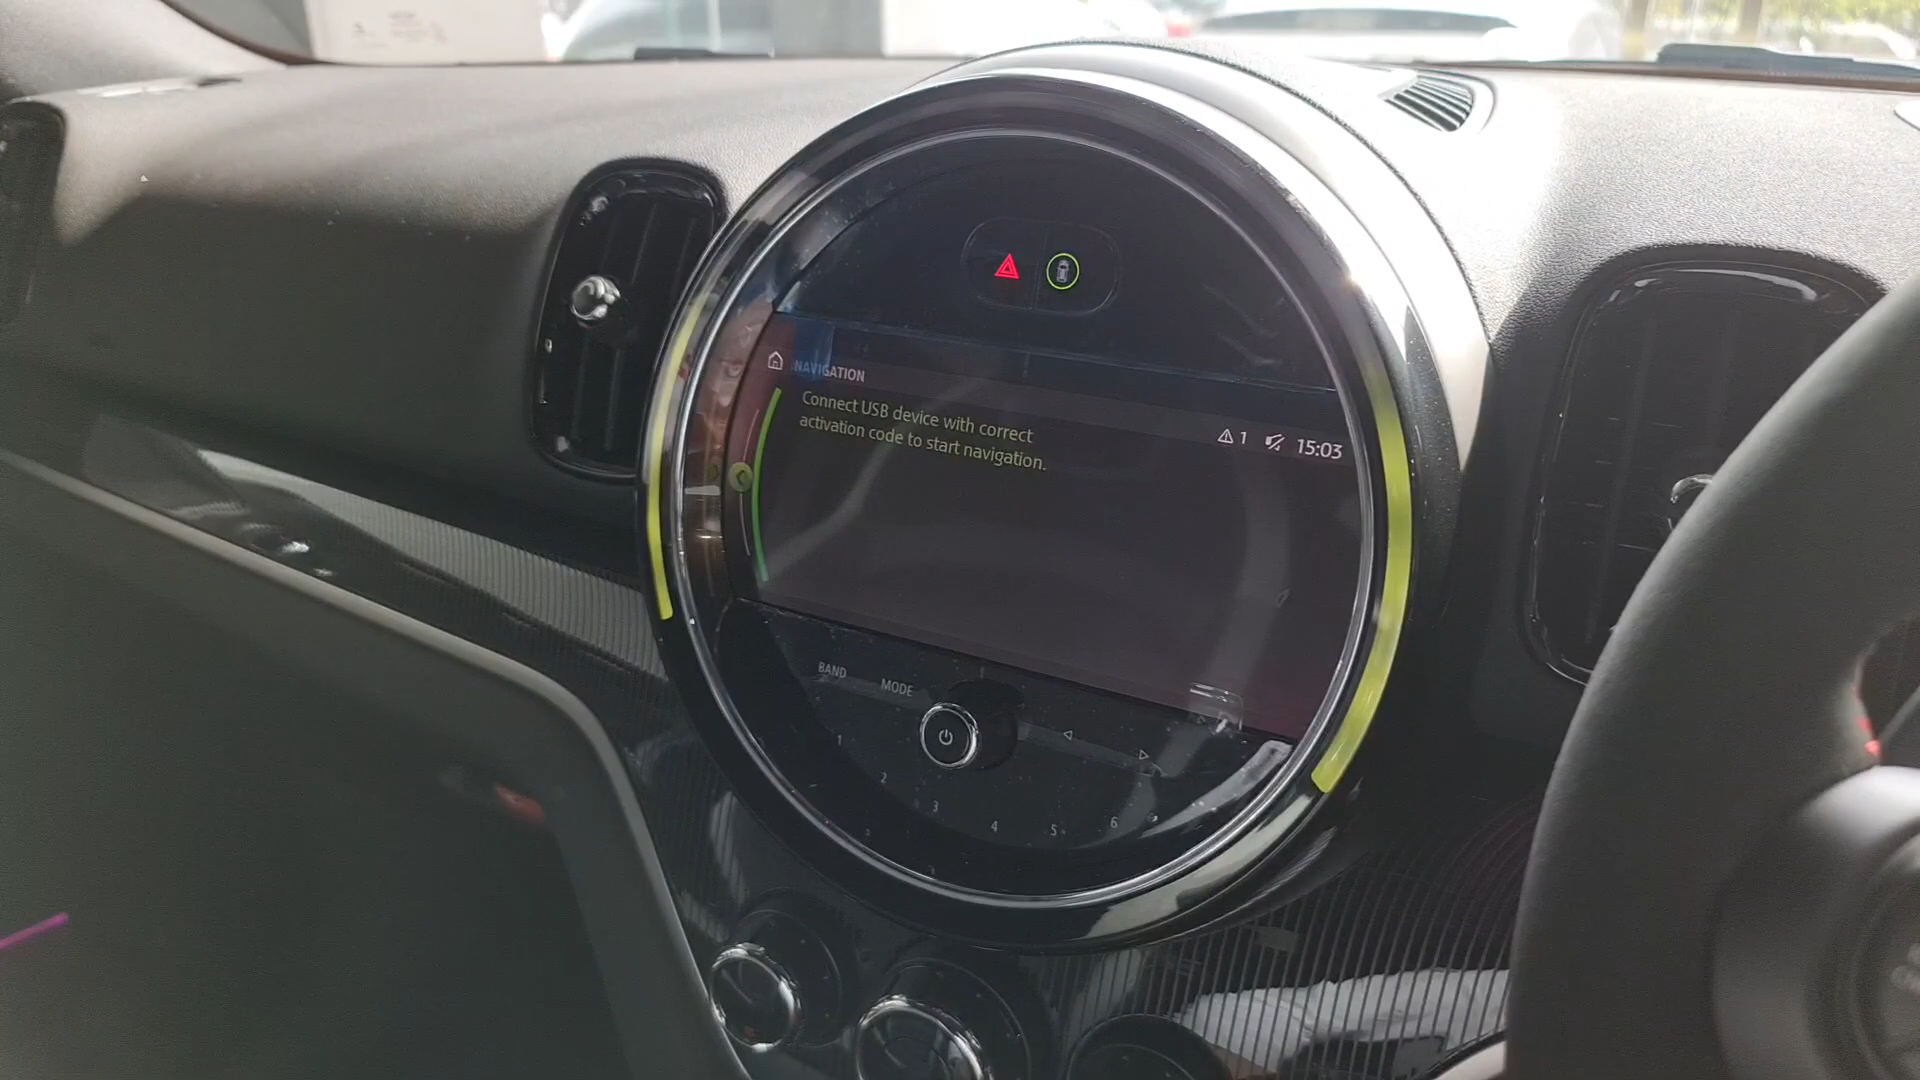 NAVIGATION
Connect USB device with correct
activation code to start navigation.
1 15:03
BAND
MODE
1
2
3
4
5
6